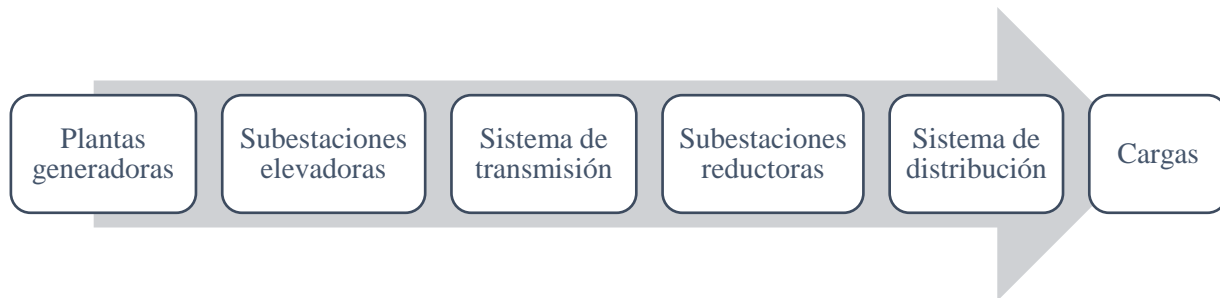 Plantas
generadoras
Subestaciones
elevadoras
Sistema de
transmisión
Subestaciones
reductoras
Sistema de
distribución
Cargas